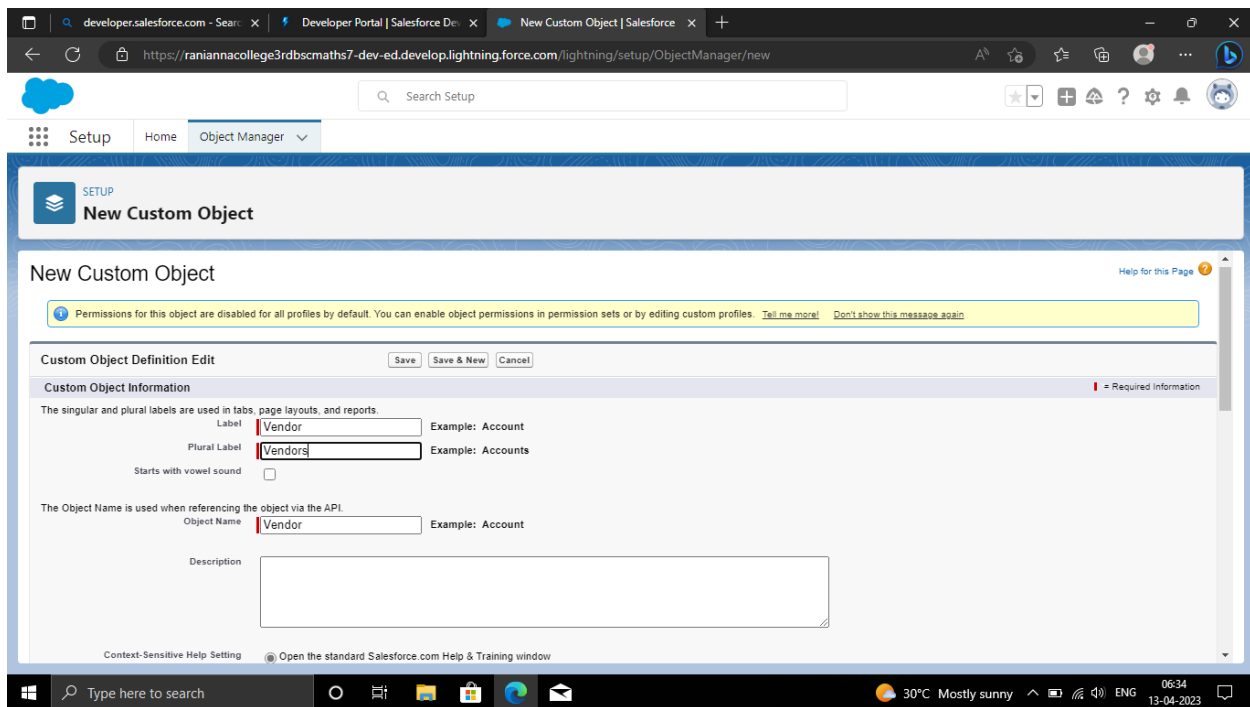 developer.salesforce.com - Searc
Developer Portal | Salesforce Dev
New Custom Object | Salesforce
https://raniannacollege3rdbscmaths7-dev-ed.develop.lightning.force.com/lightning/setup/ObjectManager/new
Search Setup
Setup Home Object Manager
SETUP
New Custom Object
New Custom Object
Help for this Page
Permissions for this object are disabled for all profiles by default. You can enable object permissions in permission sets or by editing custom profiles. Tell me more! Don't show this message again
Custom Object Definition Edit Save Save & New Cancel
Custom Object Information = Required Information
The singular and plural labels are used in tabs, page layouts, and reports.
Label Vendor Example: Account
Plural Label Vendors Example: Accounts
Starts with vowel sound
The Object Name is used when referencing the object via the API.
Object Name Vendor Example: Account
Description
Context-Sensitive Help Setting Open the standard Salesforce.com Help & Training window
Type here to search
30°C Mostly sunny
ENG
06:34
13-04-2023